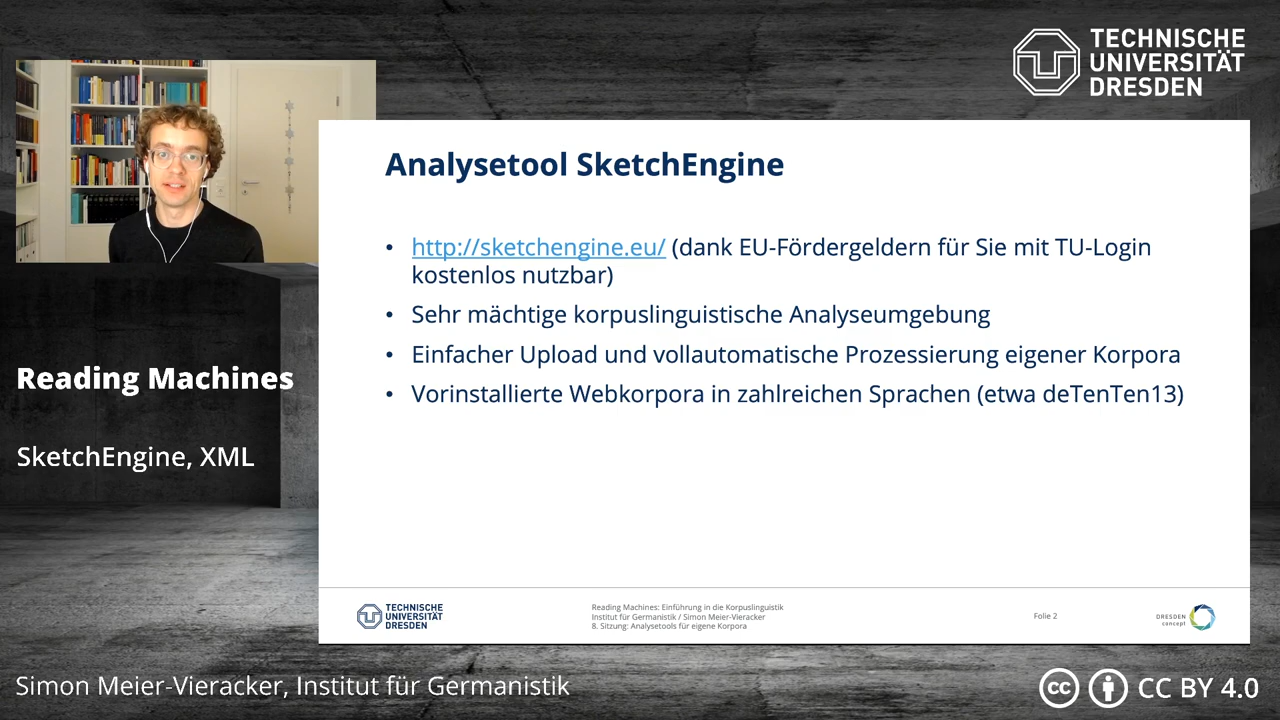 TECHNISCHE
UNIVERSITÄT
DRESDEN
Analysetool SketchEngine
• http://sketchengine.eu/ (dank EU-Fördergeldern für Sie mit TU-Login
kostenlos nutzbar)
• Sehr mächtige korpuslinguistische Analyseumgebung
• Einfacher Upload und vollautomatische Prozessierung eigener Korpora
• Vorinstallierte Webkorpora in zahlreichen Sprachen (etwa deTenTen13)
Reading Machines
SketchEngine, XML
TECHNISCHE
UNIVERSITÄT
DRESDEN
Reading Machines: Einführung in die Korpuslinguistik
Institut für Germanistik / Simon Meier-Vieracker
8. Sitzung: Analysetools für eigene Korpora
Folie 2
DRESDEN
concept
Simon Meier-Vieracker, Institut für Germanistik
cc CC BY 4.0